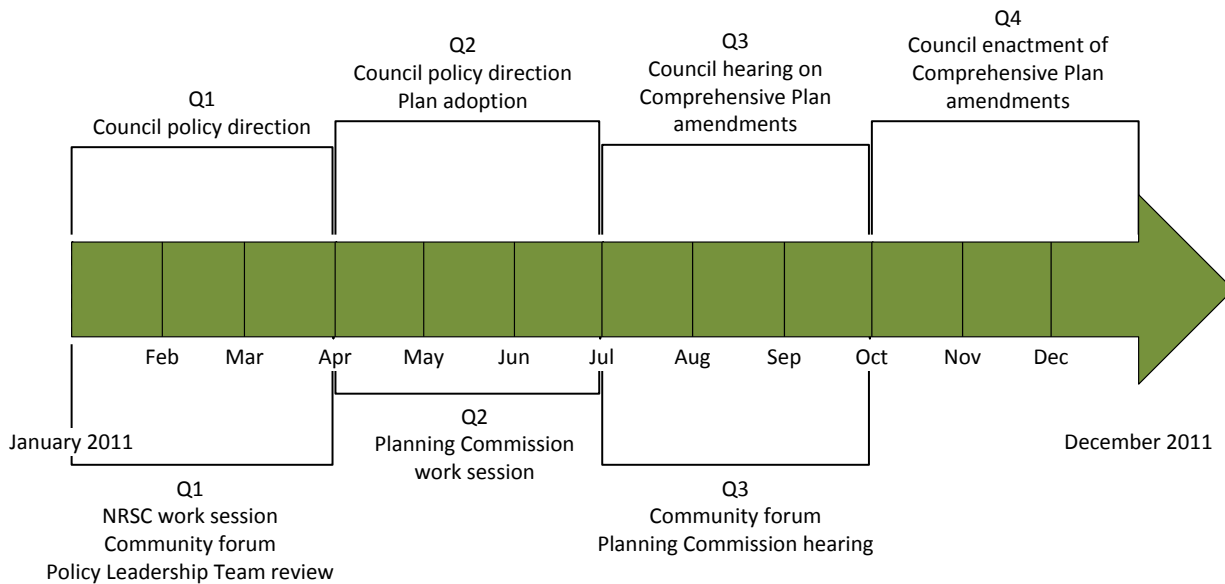 Q1
Council policy direction
Q2
Council policy direction
Plan adoption
Q3
Council hearing on
Comprehensive Plan
amendments
Q4
Council enactment of
Comprehensive Plan
amendments
Feb
Mar
Apr
May
Jun
Jul
Aug
Sep
Oct
Nov
Dec
January 2011
December 2011
Q1
NRSC work session
Community forum
Policy Leadership Team review
Q2
Planning Commission
work session
Q3
Community forum
Planning Commission hearing